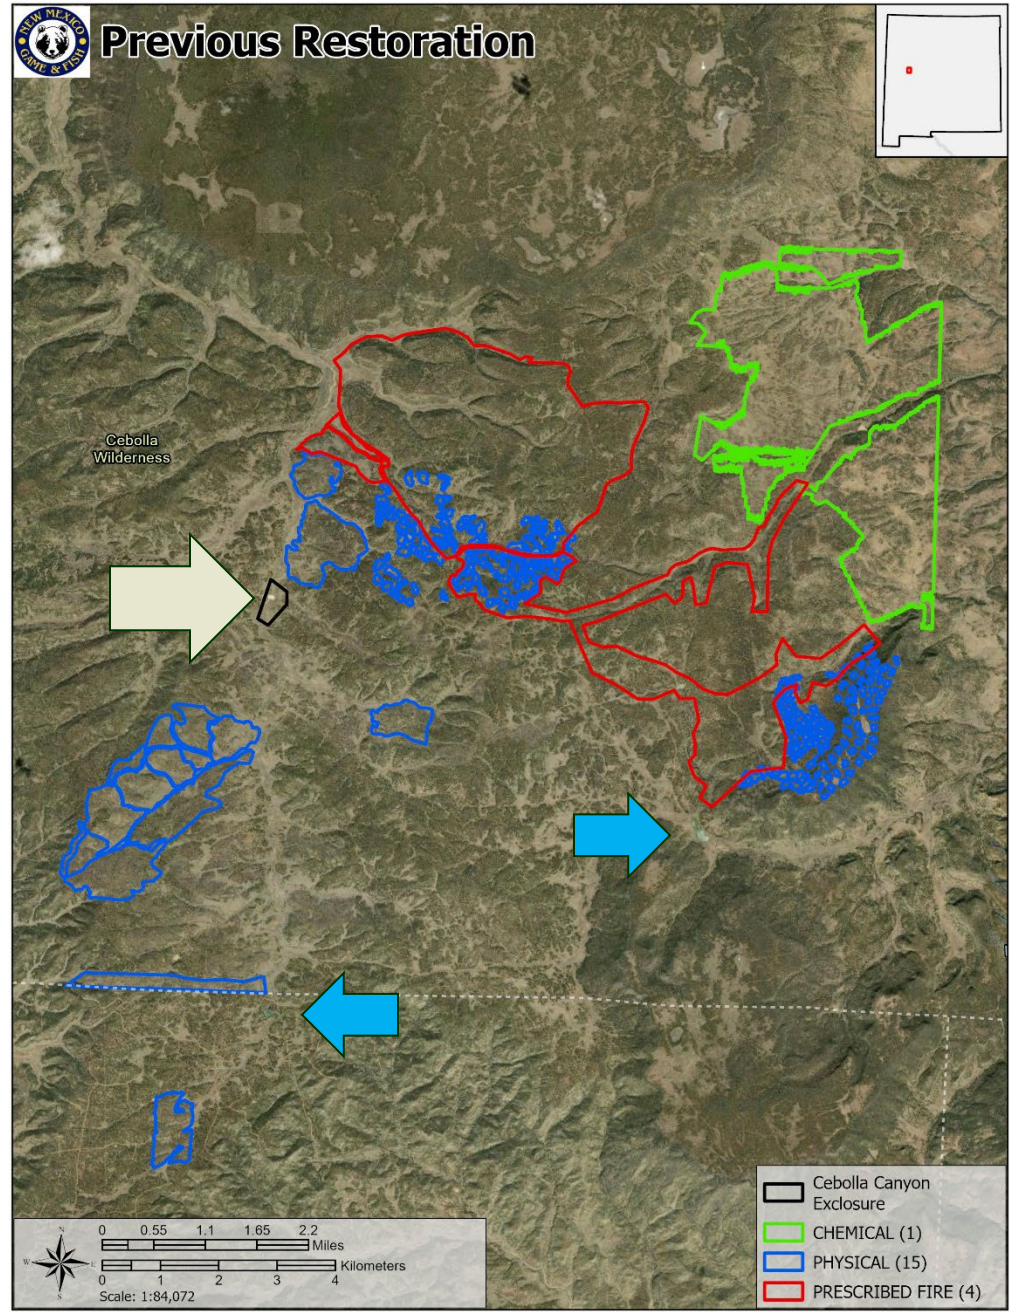 NEW MEXICO
GAME & FISH
Previous Restoration
Cebolla
Wilderness
Cebolla Canyon
Exclosure
CHEMICAL (1)
PHYSICAL (15)
PRESCRIBED FIRE (4)
N
W
E
S
0 0.55 1.1 1.65 2.2
Miles
0 1 2 3 4
Kilometers
Scale: 1:84,072